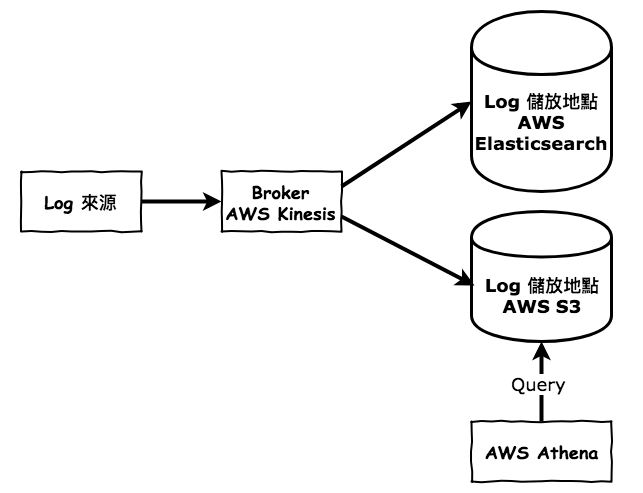 Log 儲放地點
AWS
Elasticsearch
Log 來源
Broker
AWS Kinesis
Log 儲放地點
AWS S3
Query
AWS Athena